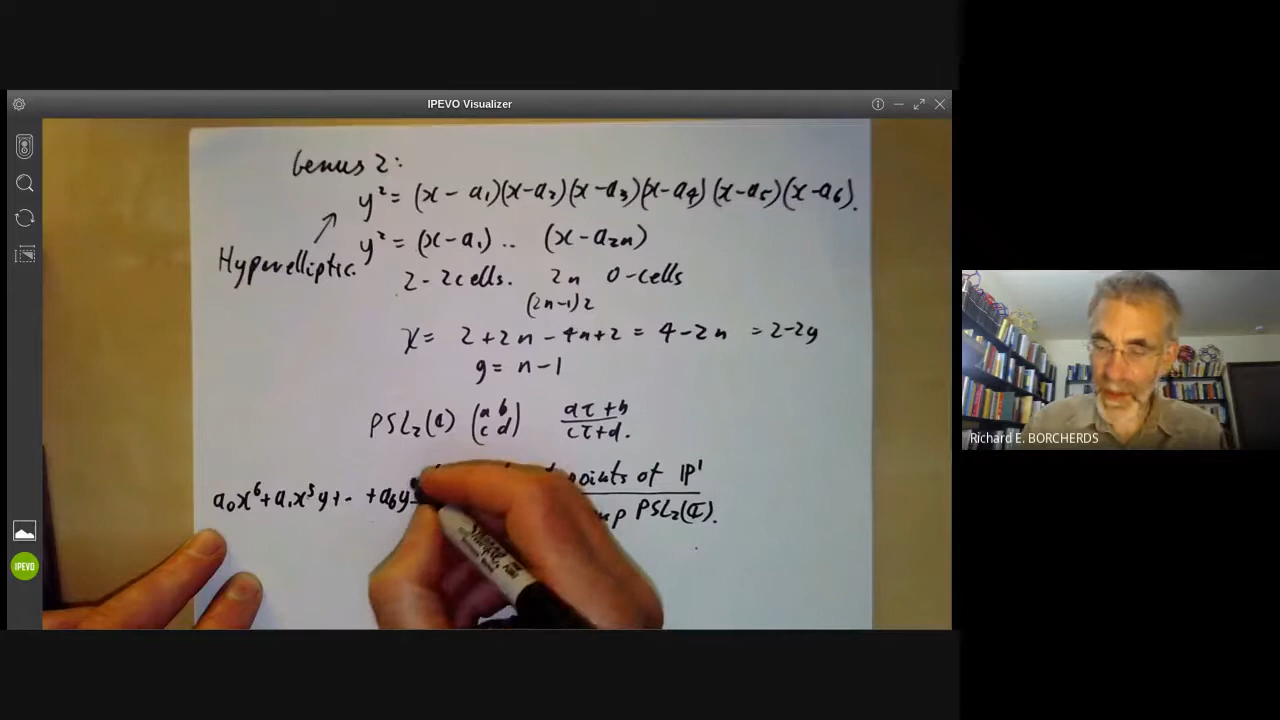 IPEVO Visualizer
Genus 2:
y² = (x - a₁)(x-a₂)(x-a₃)(x-a₄)(x-a₅)(x-a₆).
Hyperelliptic.
y² = (x-a₁) .. (x-a₂ₙ)
2 - 2 cells. 2n 0-cells
(2n-1)2
χ = 2+2n - 4n+2 = 4-2n = 2-2g
g = n-1
PSL₂(ℂ) (a b c d) aτ+b / cτ+d.
points of ℙ¹
a₀x⁶+a₁x⁵y+.. +a₆y
PSL₂(ℂ).
Richard E. BORCHERDS
IPEVO